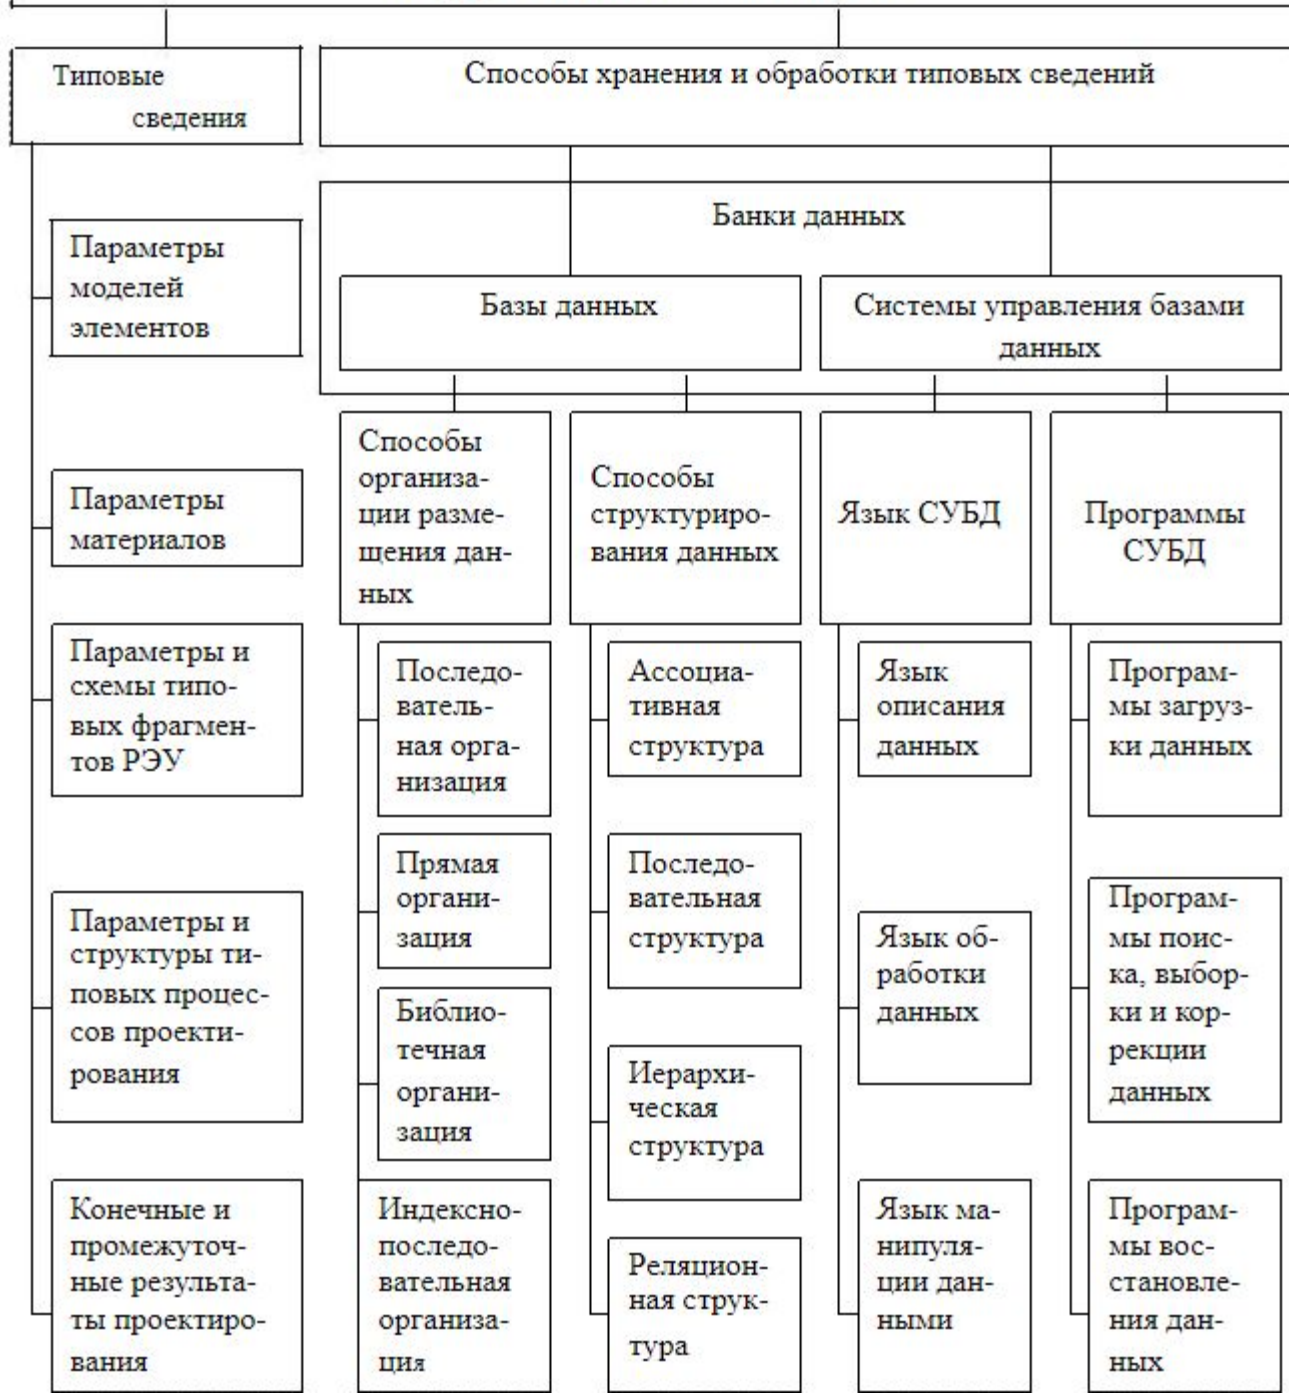 Типовые
сведения
Способы хранения и обработки типовых сведений
Банки данных
Параметры
моделей
элементов
Базы данных
Системы управления базами
данных
Параметры
материалов
Способы
организа-
ции разме-
щения дан-
ных
Способы
структуриро-
вания данных
Язык СУБД
Программы
СУБД
Параметры и
схемы типо-
вых фрагмен-
тов РЭУ
Последо-
ватель-
ная орга-
низация
Ассоциа-
тивная
структура
Язык
описания
данных
Програм-
мы загруз-
ки данных
Прямая
органи-
зация
Последо-
вательная
структура
Параметры и
структуры ти-
повых процес-
сов проекти-
рования
Библио-
течная
органи-
зация
Иерархи-
ческая
структура
Язык об-
работки
данных
Програм-
мы поис-
ка, выбор-
ки и кор-
рекции
данных
Конечные и
промежуточ-
ные результа-
ты проектиро-
вания
Индексно-
последо-
вательная
организа-
ция
Реляцион-
ная струк-
тура
Язык ма-
нипуля-
ции дан-
ными
Програм-
мы вос-
становле-
ния дан-
ных